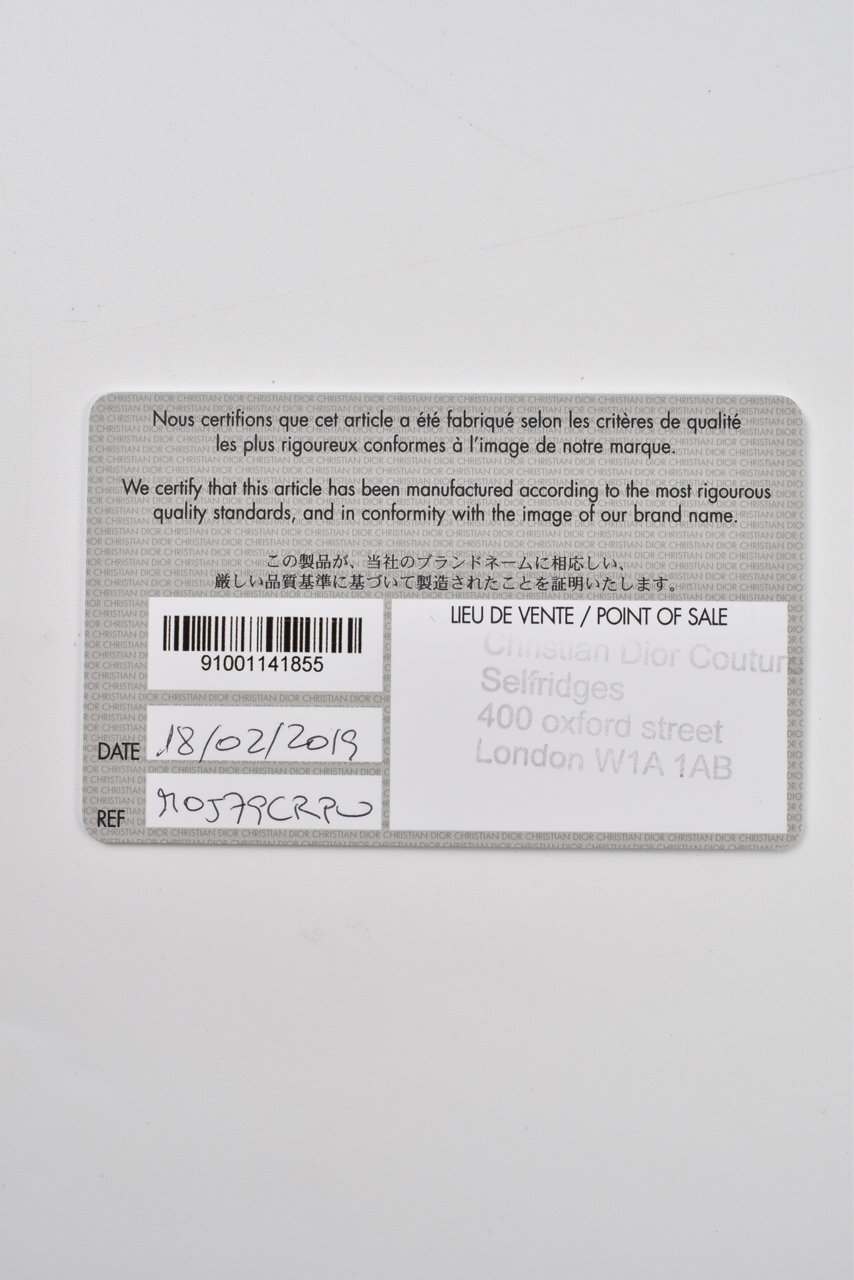 Nous certifions que cet article a été fabriqué selon les critères de qualité
les plus rigoureux conformes à l'image de notre marque.
We certify that this article has been manufactured according to the most rigourous
quality standards, and in conformity with the image of our brand name.
この製品が、当社のブランドネームに相応しい、
厳しい品質基準に基づいて製造されたことを証明いたします。
91001141855
DATE 18/02/2019
REF M0579CRPU
LIEU DE VENTE / POINT OF SALE
Christian Dior Coutur
Selfridges
400 oxford street
London W1A 1AB